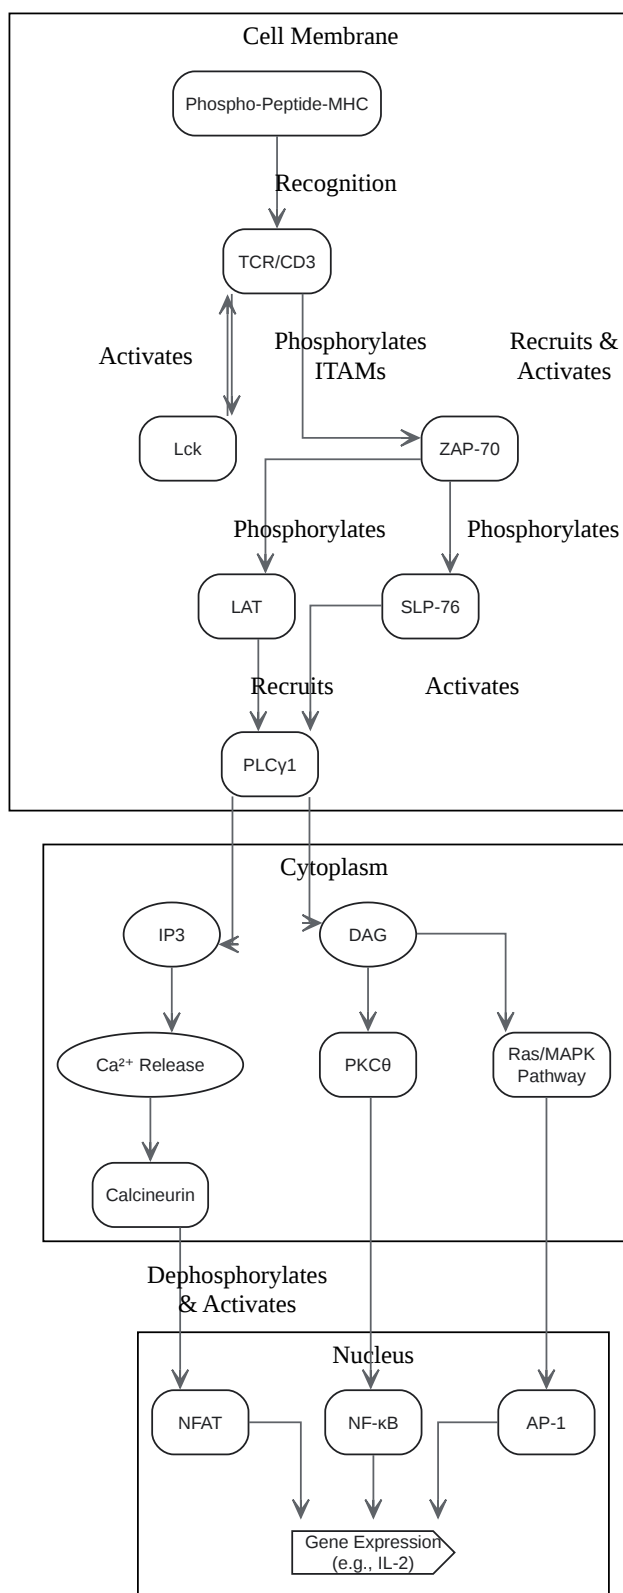 Cell Membrane
Phospho-Peptide-MHC
Recognition
TCR/CD3
Activates
Phosphorylates
ITAMs
Recruits &
Activates
Lck
ZAP-70
Phosphorylates
Phosphorylates
LAT
SLP-76
Recruits
Activates
PLCγ1
Cytoplasm
IP3
DAG
Ca²⁺ Release
PKCθ
Ras/MAPK
Pathway
Calcineurin
Dephosphorylates
& Activates
Nucleus
NFAT
NF-κB
AP-1
Gene Expression
(e.g., IL-2)